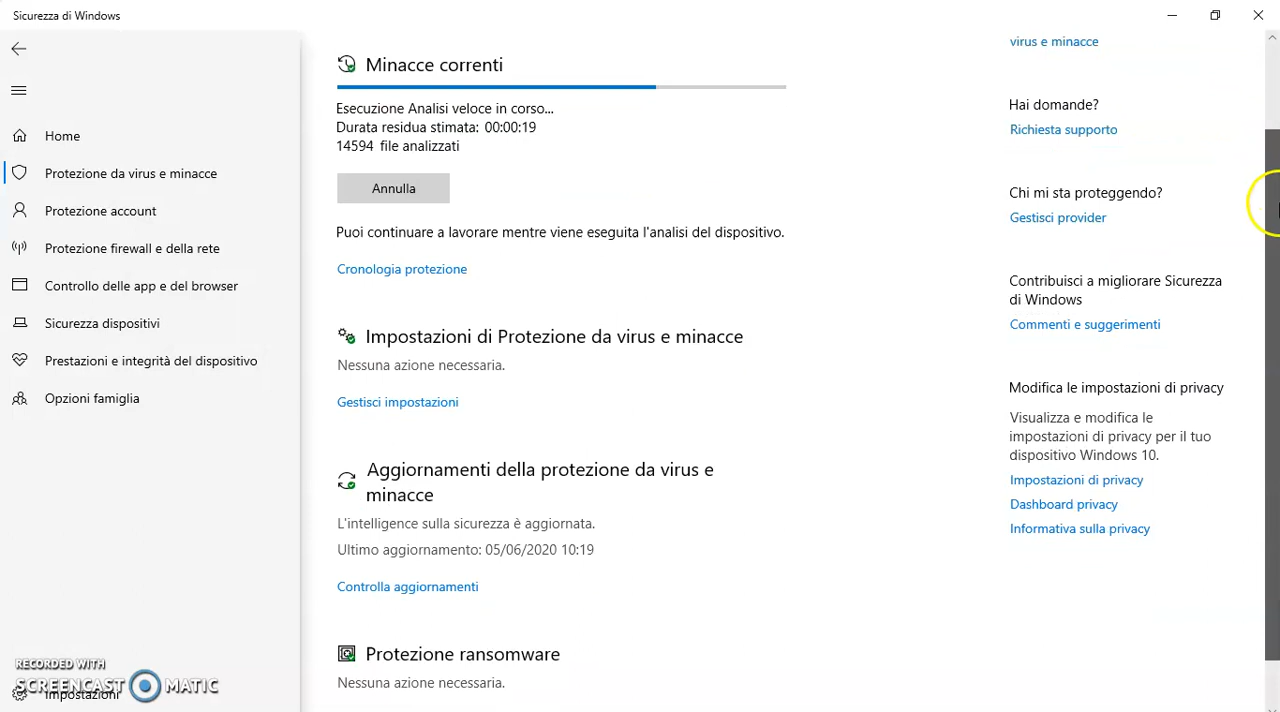 Sicurezza di Windows
Home
Protezione da virus e minacce
Protezione account
Protezione firewall e della rete
Controllo delle app e del browser
Sicurezza dispositivi
Prestazioni e integrità del dispositivo
Opzioni famiglia
Impostazioni
RECORDED WITH
SCREENCAST MATIC
Minacce correnti
Esecuzione Analisi veloce in corso...
Durata residua stimata: 00:00:19
14594 file analizzati
Annulla
Puoi continuare a lavorare mentre viene eseguita l'analisi del dispositivo.
Cronologia protezione
Impostazioni di Protezione da virus e minacce
Nessuna azione necessaria.
Gestisci impostazioni
Aggiornamenti della protezione da virus e
minacce
L'intelligence sulla sicurezza è aggiornata.
Ultimo aggiornamento: 05/06/2020 10:19
Controlla aggiornamenti
Protezione ransomware
Nessuna azione necessaria.
virus e minacce
Hai domande?
Richiesta supporto
Chi mi sta proteggendo?
Gestisci provider
Contribuisci a migliorare Sicurezza
di Windows
Commenti e suggerimenti
Modifica le impostazioni di privacy
Visualizza e modifica le
impostazioni di privacy per il tuo
dispositivo Windows 10.
Impostazioni di privacy
Dashboard privacy
Informativa sulla privacy